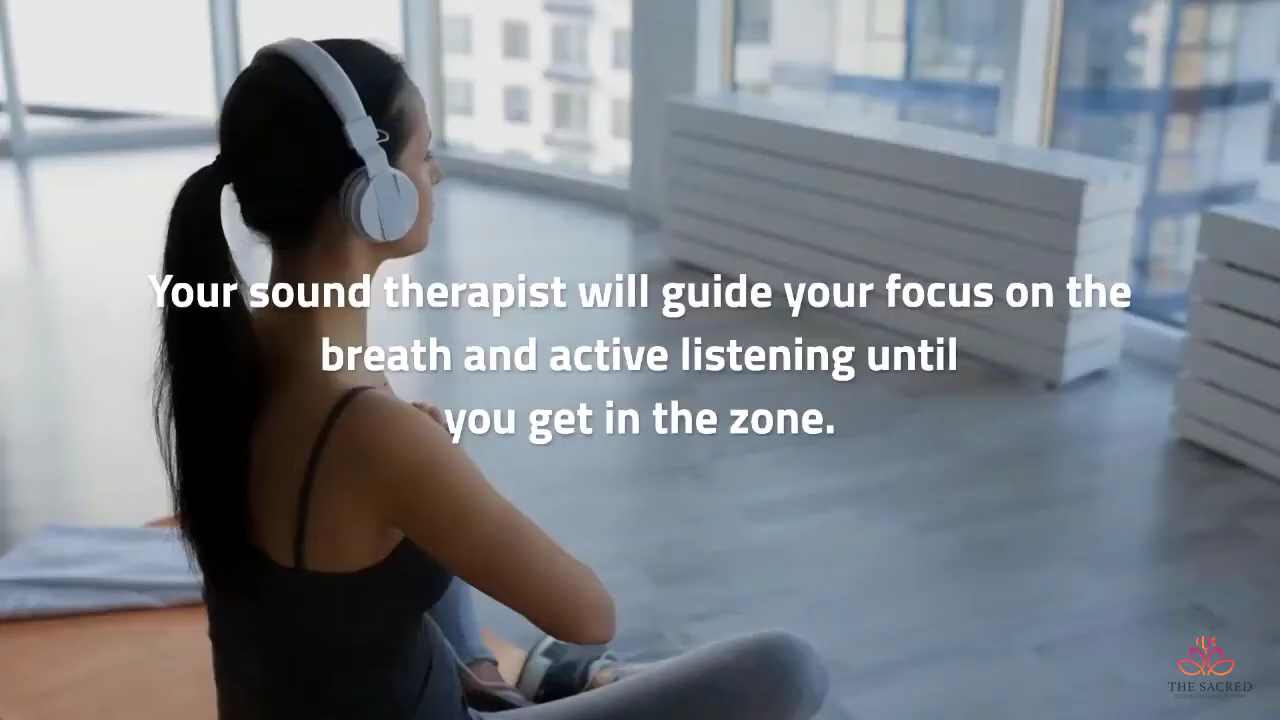 Your sound therapist will guide your focus on the
breath and active listening until
you get in the zone.
THE SACRED